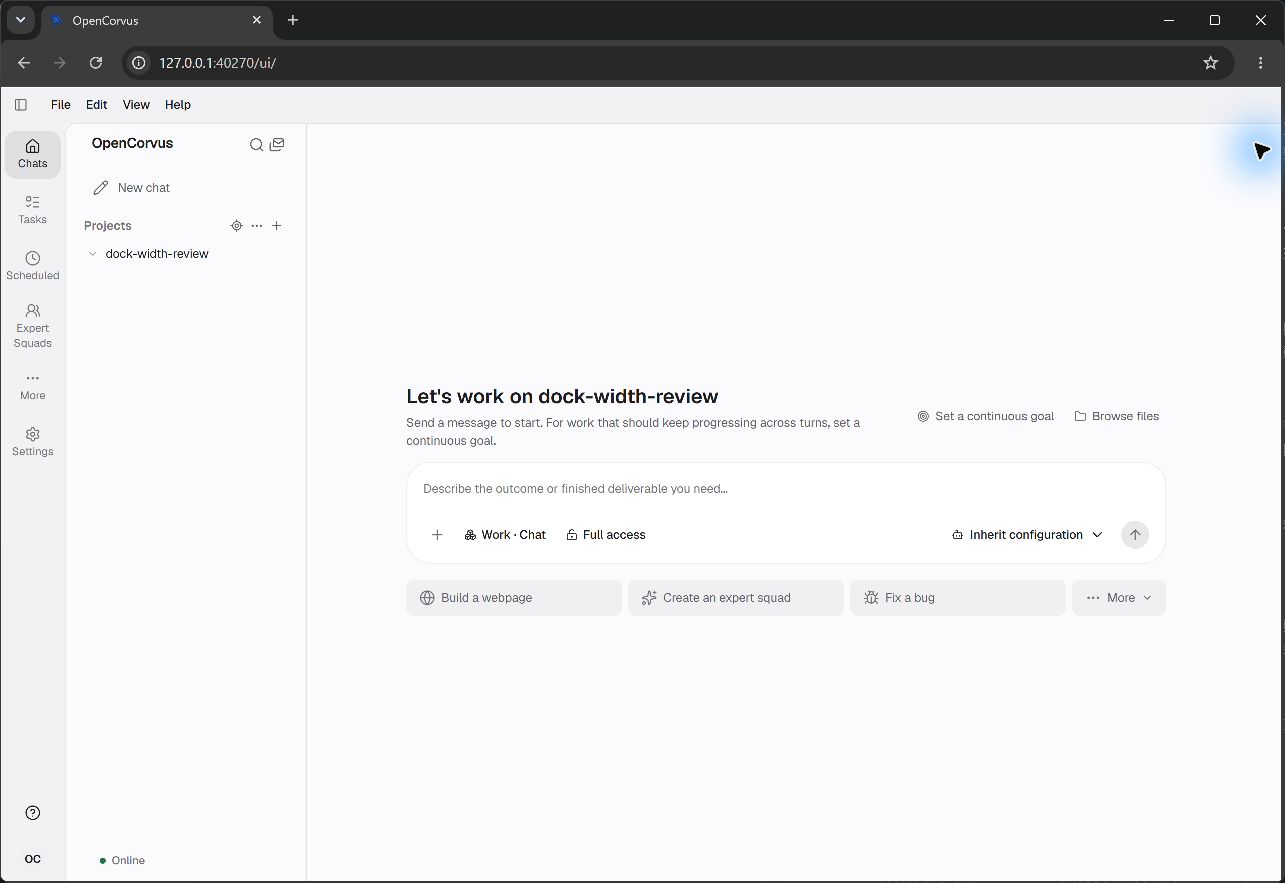 OpenCorvus
127.0.0.1:40270/ui/
File Edit View Help
Chats
Tasks
Scheduled
Expert
Squads
More
Settings
OC
OpenCorvus
New chat
Projects
dock-width-review
Online
Let's work on dock-width-review
Send a message to start. For work that should keep progressing across turns, set a
continuous goal.
Set a continuous goal
Browse files
Describe the outcome or finished deliverable you need...
Work · Chat
Full access
Inherit configuration
Build a webpage
Create an expert squad
Fix a bug
More